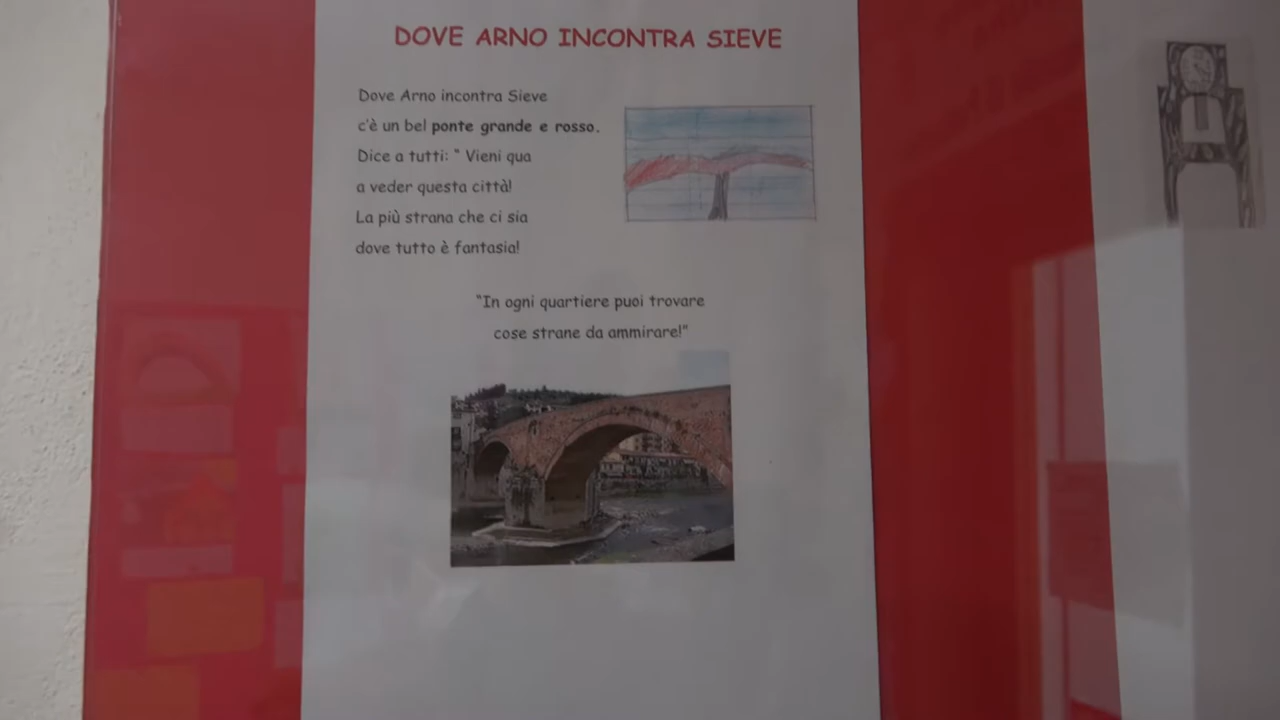 DOVE ARNO INCONTRA SIEVE
Dove Arno incontra Sieve
c'è un bel ponte grande e rosso.
Dice a tutti: " Vieni qua
a veder questa città!
La più strana che ci sia
dove tutto è fantasia!
"In ogni quartiere puoi trovare
cose strane da ammirare!"